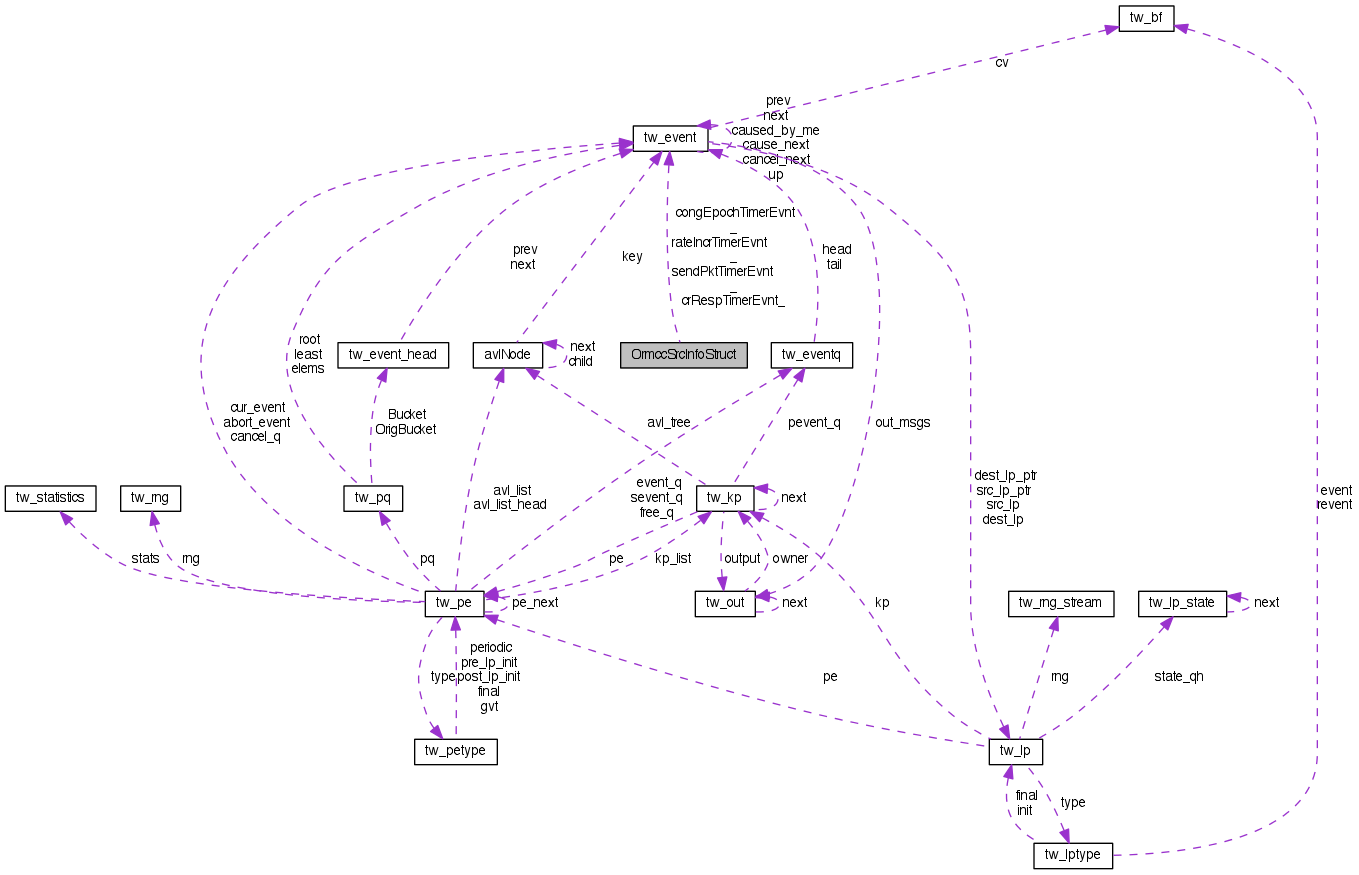 tw_bf
cv
prev
next
caused_by_me
cause_next
cancel_next
up
tw_event
congEpochTimerEvnt
_
rateIncrTimerEvnt
_
sendPktTimerEvnt
_
crRespTimerEvnt_
head
tail
prev
next
key
root
least
elems
tw_event_head
avlNode
next
child
OrmccSrcInfoStruct
tw_eventq
cur_event
abort_event
cancel_q
Bucket
OrigBucket
avl_tree
pevent_q
out_msgs
dest_lp_ptr
src_lp_ptr
src_lp
dest_lp
event
revent
tw_statistics
tw_rng
tw_pq
avl_list
avl_list_head
event_q
sevent_q
free_q
tw_kp
next
stats
rng
pq
pe
kp_list
output
owner
kp
tw_pe
pe_next
tw_out
next
tw_rng_stream
tw_lp_state
next
type
periodic
pre_lp_init
post_lp_init
final
gvt
pe
rng
state_qh
tw_petype
tw_lp
final
init
type
tw_lptype